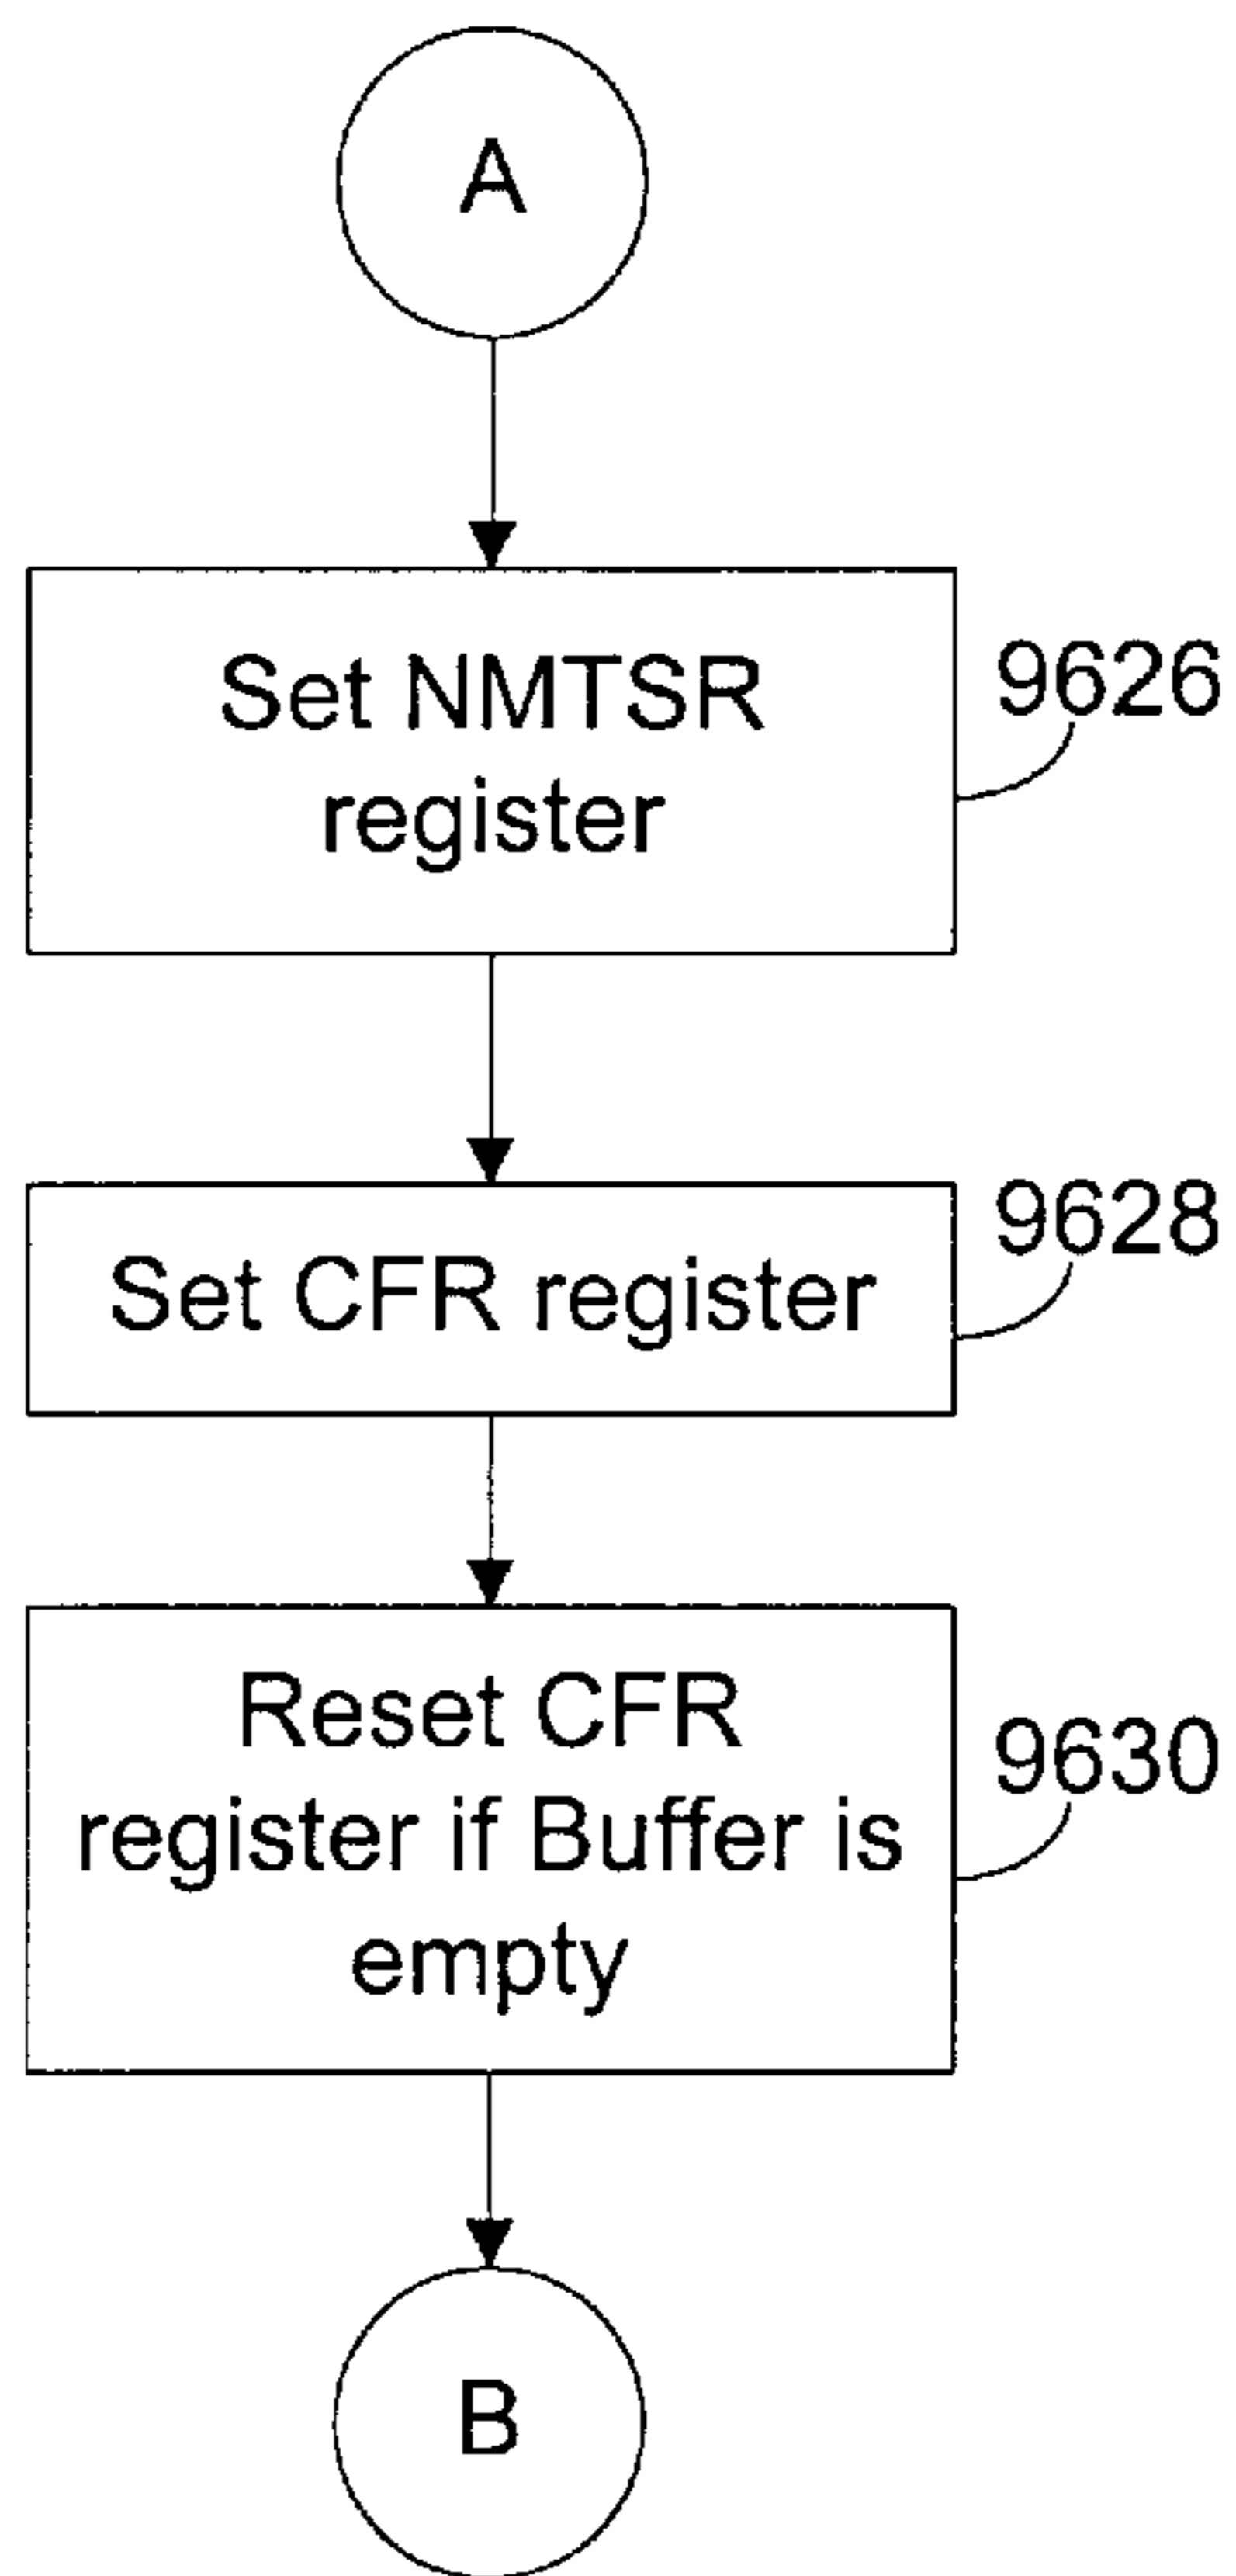 A
Set NMTSR
register
9626
Set CFR register
9628
Reset CFR
register if Buffer is
empty
9630
B